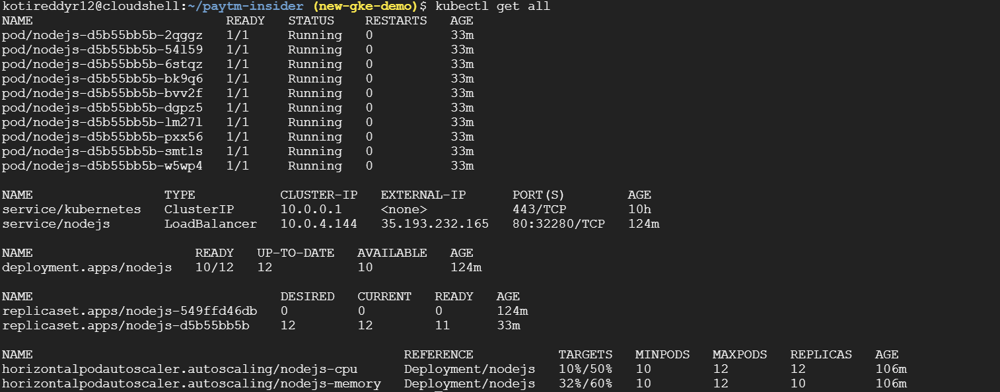 kotireddyr12@cloudshell:~/paytm-insider (new-gke-demo)$ kubectl get all
NAME READY STATUS RESTARTS AGE
pod/nodejs-d5b55bb5b-2qggz 1/1 Running 0 33m
pod/nodejs-d5b55bb5b-54l59 1/1 Running 0 33m
pod/nodejs-d5b55bb5b-6stqz 1/1 Running 0 33m
pod/nodejs-d5b55bb5b-bk9q6 1/1 Running 0 33m
pod/nodejs-d5b55bb5b-bvv2f 1/1 Running 0 33m
pod/nodejs-d5b55bb5b-dgpz5 1/1 Running 0 33m
pod/nodejs-d5b55bb5b-lm27l 1/1 Running 0 33m
pod/nodejs-d5b55bb5b-pxx56 1/1 Running 0 33m
pod/nodejs-d5b55bb5b-smtls 1/1 Running 0 33m
pod/nodejs-d5b55bb5b-w5wp4 1/1 Running 0 33m
NAME TYPE CLUSTER-IP EXTERNAL-IP PORT(S) AGE
service/kubernetes ClusterIP 10.0.0.1 <none> 443/TCP 10h
service/nodejs LoadBalancer 10.0.4.144 35.193.232.165 80:32280/TCP 124m
NAME READY UP-TO-DATE AVAILABLE AGE
deployment.apps/nodejs 10/12 12 10 124m
NAME DESIRED CURRENT READY AGE
replicaset.apps/nodejs-549ffd46db 0 0 0 124m
replicaset.apps/nodejs-d5b55bb5b 12 12 11 33m
NAME REFERENCE TARGETS MINPODS MAXPODS REPLICAS AGE
horizontalpodautoscaler.autoscaling/nodejs-cpu Deployment/nodejs 10%/50% 10 12 12 106m
horizontalpodautoscaler.autoscaling/nodejs-memory Deployment/nodejs 32%/60% 10 12 10 106m